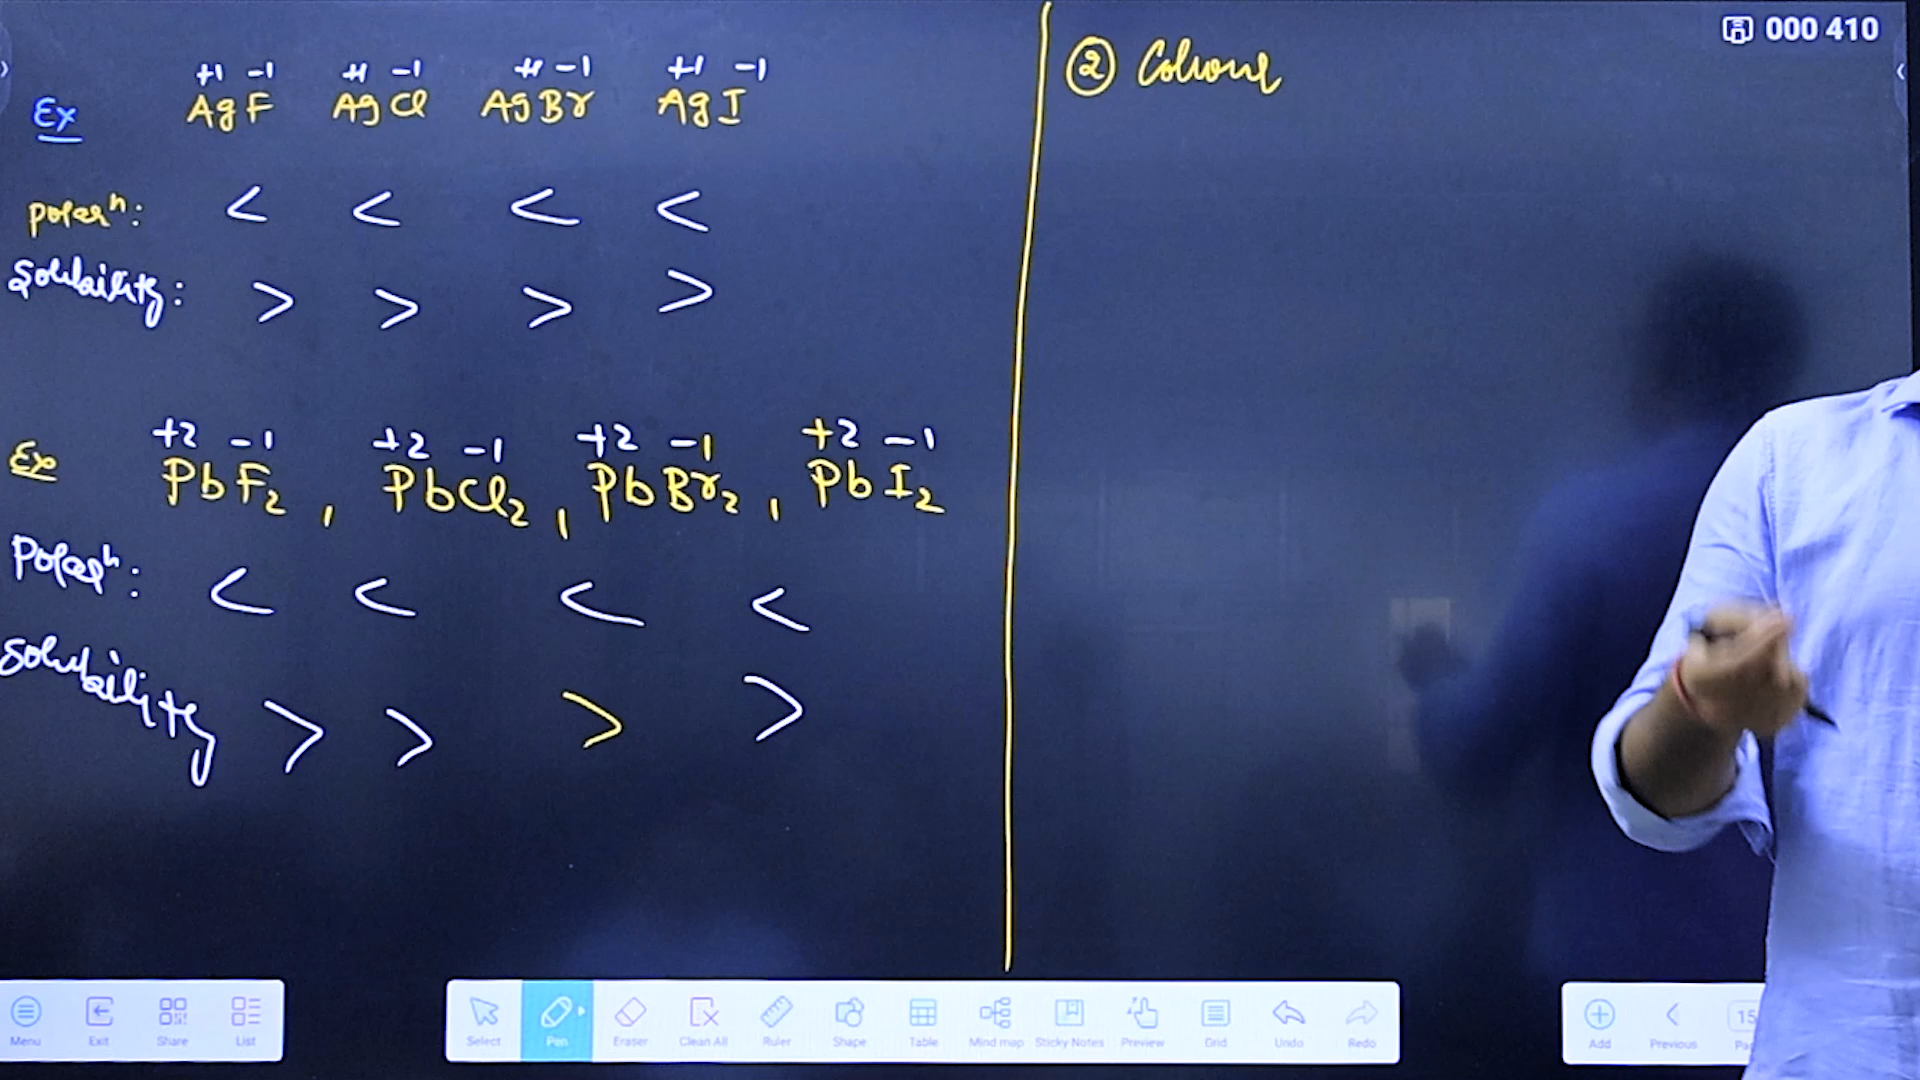 000 410
② Colour
+1 -1 +1 -1 +1 -1 +1 -1
Ex AgF AgCl AgBr AgI
Polarⁿ: < < < <
Solubility: > > > >
+2 -1 +2 -1 +2 -1 +2 -1
Ex PbF₂, PbCl₂, PbBr₂, PbI₂
Polarⁿ: < < < <
Solubility > > > >
Menu Exit Share List
Select Pen Eraser Clean All Ruler Shape Table Mind map Sticky Notes Preview Grid Undo Redo
Add Previous 15